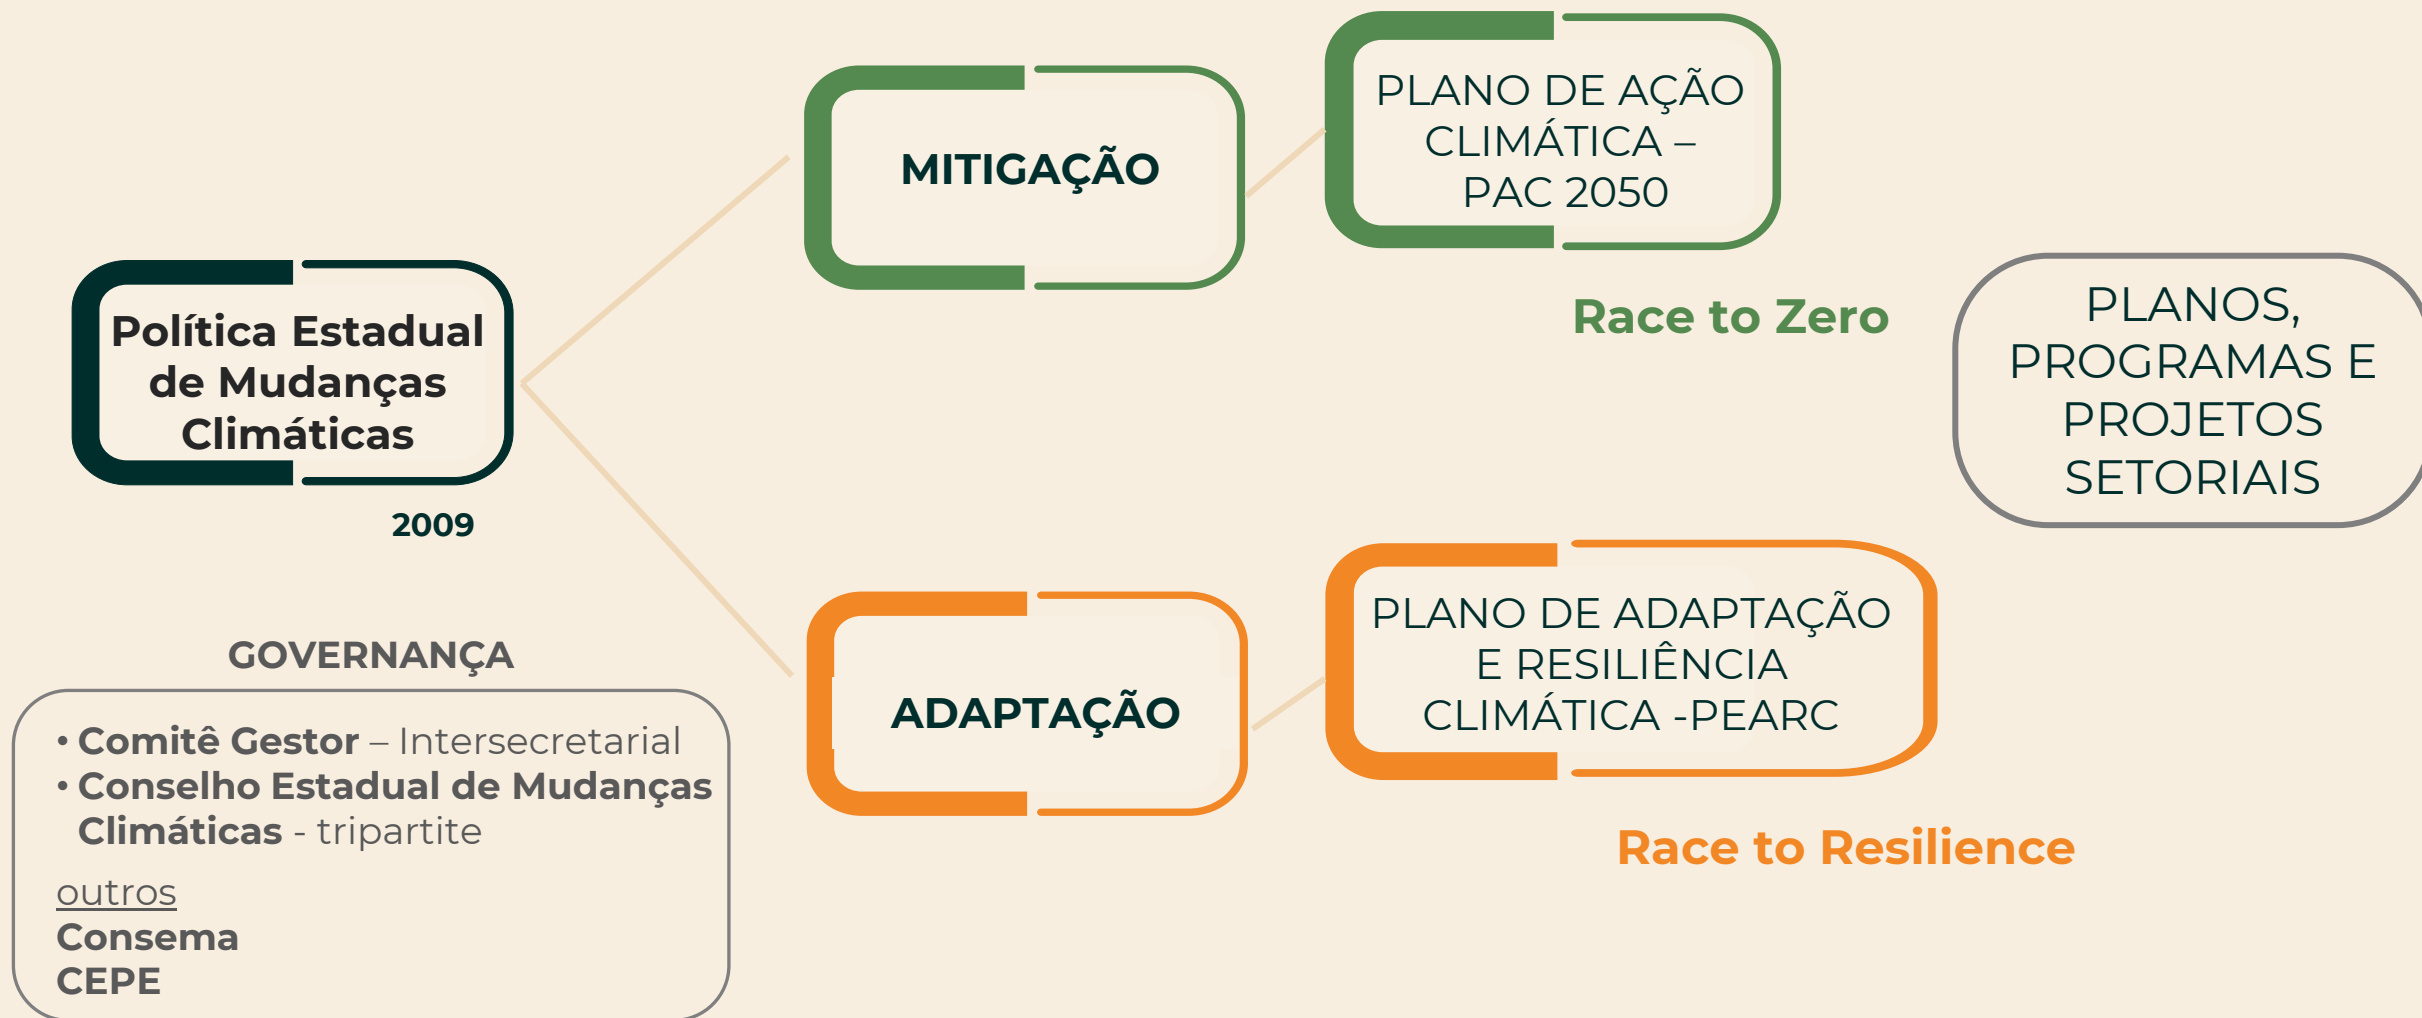 Política Estadual
de Mudanças
Climáticas
2009
MITIGAÇÃO
PLANO DE AÇÃO
CLIMÁTICA –
PAC 2050
Race to Zero
PLANOS,
PROGRAMAS E
PROJETOS
SETORIAIS
ADAPTAÇÃO
PLANO DE ADAPTAÇÃO
E RESILIÊNCIA
CLIMÁTICA -PEARC
Race to Resilience
GOVERNANÇA
• Comitê Gestor – Intersecretarial
• Conselho Estadual de Mudanças
Climáticas - tripartite
outros
Consema
CEPE